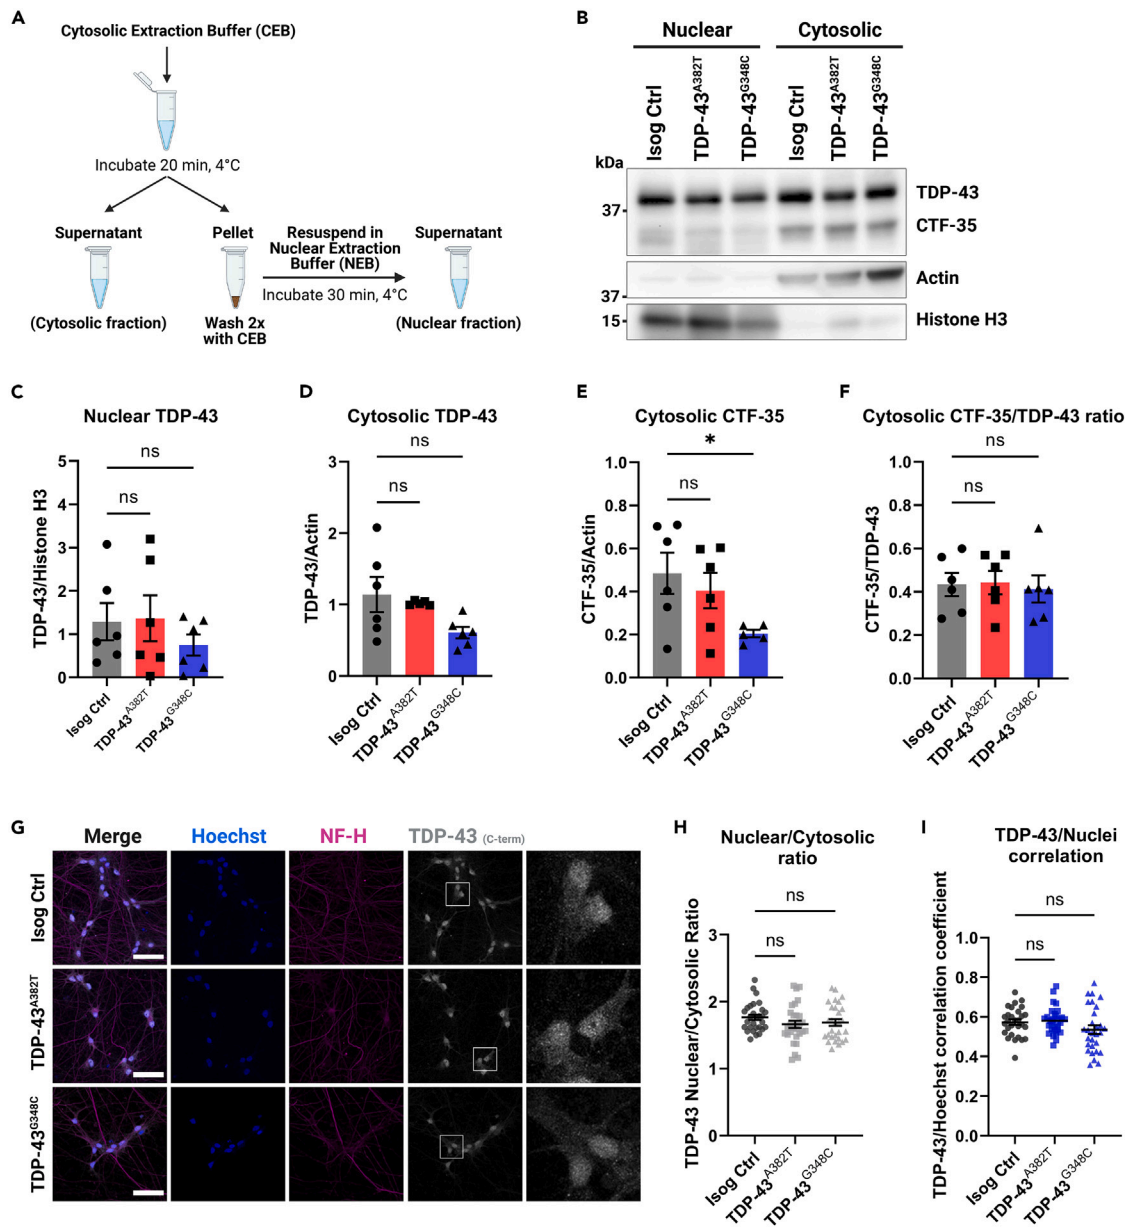 A
Cytosolic Extraction Buffer (CEB)
Incubate 20 min, 4°C
Supernatant
(Cytosolic fraction)
Pellet
Wash 2x
with CEB
Resuspend in
Nuclear Extraction
Buffer (NEB)
Incubate 30 min, 4°C
Supernatant
(Nuclear fraction)
B
Nuclear
Cytosolic
Isog Ctrl
TDP-43A382T
TDP-43G348C
Isog Ctrl
TDP-43A382T
TDP-43G348C
kDa
37
37
15
TDP-43
CTF-35
Actin
Histone H3
C
Nuclear TDP-43
ns
ns
TDP-43/Histone H3
5
4
3
2
1
0
Isog Ctrl
TDP-43A382T
TDP-43G348C
D
Cytosolic TDP-43
ns
ns
TDP-43/Actin
3
2
1
0
Isog Ctrl
TDP-43A382T
TDP-43G348C
E
Cytosolic CTF-35
*
ns
CTF-35/Actin
1.0
0.8
0.6
0.4
0.2
0.0
Isog Ctrl
TDP-43A382T
TDP-43G348C
F
Cytosolic CTF-35/TDP-43 ratio
ns
ns
CTF-35/TDP-43
1.0
0.8
0.6
0.4
0.2
0.0
Isog Ctrl
TDP-43A382T
TDP-43G348C
G
Merge
Hoechst
NF-H
TDP-43 (C-term)
Isog Ctrl
TDP-43A382T
TDP-43G348C
H
Nuclear/Cytosolic
ratio
ns
ns
TDP-43 Nuclear/Cytosolic Ratio
3
2
1
0
Isog Ctrl
TDP-43A382T
TDP-43G348C
I
TDP-43/Nuclei
correlation
ns
ns
TDP-43/Hoechst correlation coefficient
1.0
0.8
0.6
0.4
0.2
0.0
Isog Ctrl
TDP-43A382T
TDP-43G348C